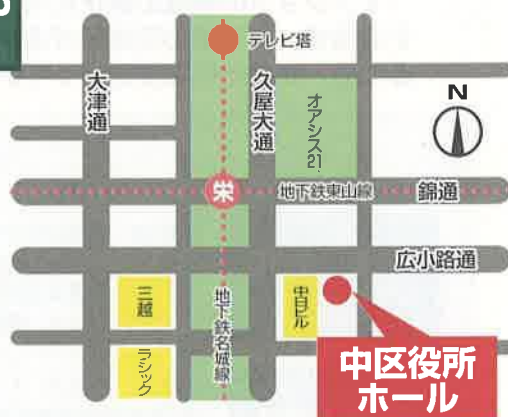 テレビ塔
大津通
久屋大通
オアシス21
N
栄
地下鉄東山線
錦通
広小路通
三越
中日ビル
地下鉄名城線
ラシック
中区役所
ホール